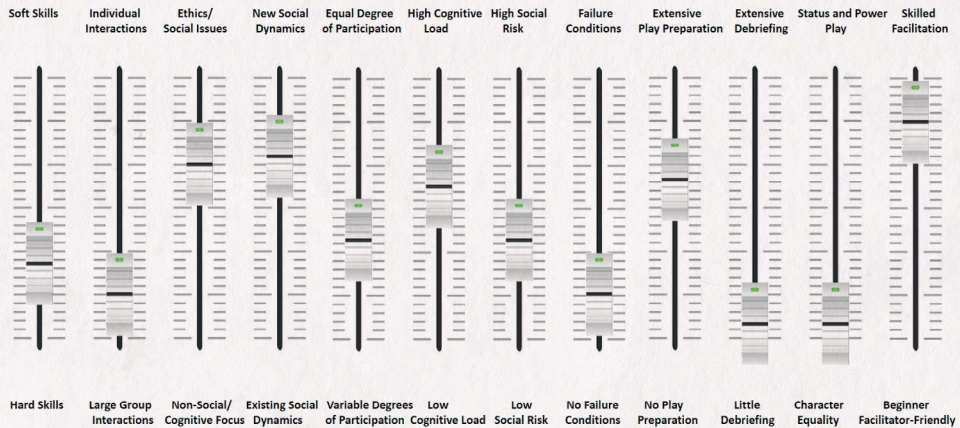 Soft Skills
Individual
Interactions
Ethics/
Social Issues
New Social
Dynamics
Equal Degree
of Participation
High Cognitive
Load
High Social
Risk
Failure
Conditions
Extensive
Play Preparation
Extensive
Debriefing
Status and Power
Play
Skilled
Facilitation
Hard Skills
Large Group
Interactions
Non-Social/
Cognitive Focus
Existing Social
Dynamics
Variable Degrees
of Participation
Low
Cognitive Load
Low
Social Risk
No Failure
Conditions
No Play
Preparation
Little
Debriefing
Character
Equality
Beginner
Facilitator-Friendly